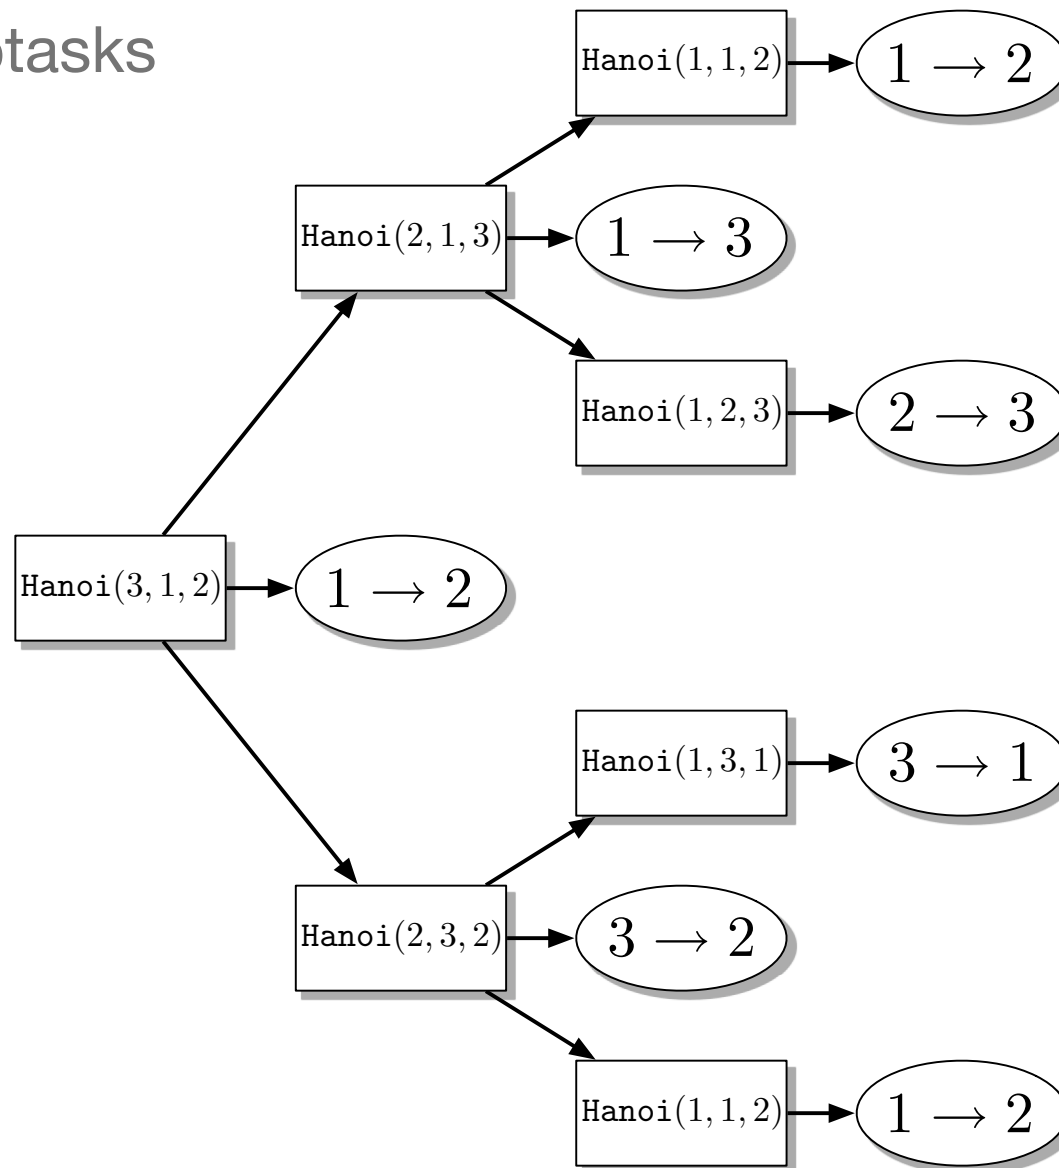 Hanoi(1, 1, 2)
1 → 2
Hanoi(2, 1, 3)
1 → 3
Hanoi(1, 2, 3)
2 → 3
Hanoi(3, 1, 2)
1 → 2
Hanoi(1, 3, 1)
3 → 1
Hanoi(2, 3, 2)
3 → 2
Hanoi(1, 1, 2)
1 → 2